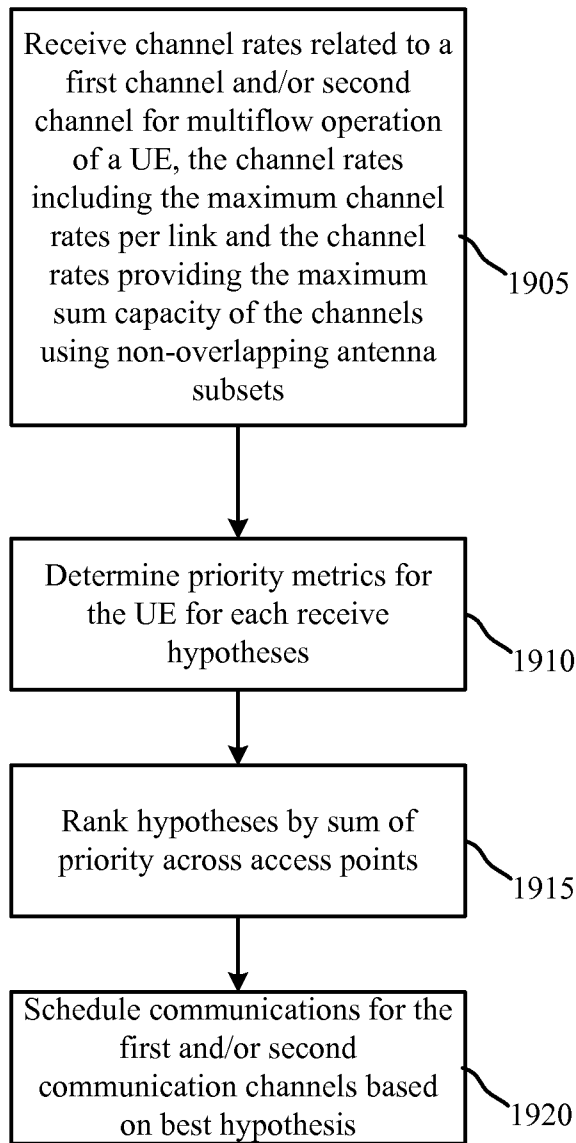 Receive channel rates related to a
first channel and/or second
channel for multiflow operation
of a UE, the channel rates
including the maximum channel
rates per link and the channel
rates providing the maximum
sum capacity of the channels
using non-overlapping antenna
subsets
1905
Determine priority metrics for
the UE for each receive
hypotheses
1910
Rank hypotheses by sum of
priority across access points
1915
Schedule communications for the
first and/or second
communication channels based
on best hypothesis
1920